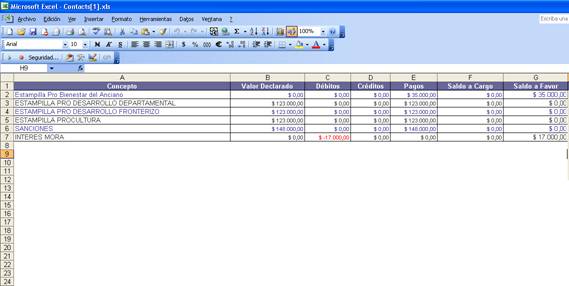 Microsoft Excel - Contacts[1].xls
Archivo Edición Ver Insertar Formato Herramientas Datos Ventana ? Escriba una
100%
Arial 10 N K S % 000 €
Seguridad...
H9 fx
A B C D E F G
1 Concepto Valor Declarado Débitos Créditos Pagos Saldo a Cargo Saldo a Favor
2 Estampilla Pro Bienestar del Anciano $ 0,00 $ 0,00 $ 0,00 $ 35.000,00 $ 0,00 $ 35.000,00
3 ESTAMPILLA PRO DESARROLLO DEPARTAMENTAL $ 123.000,00 $ 0,00 $ 0,00 $ 123.000,00 $ 0,00 $ 0,00
4 ESTAMPILLA PRO DESARROLLO FRONTERIZO $ 123.000,00 $ 0,00 $ 0,00 $ 123.000,00 $ 0,00 $ 0,00
5 ESTAMPILLA PROCULTURA $ 123.000,00 $ 0,00 $ 0,00 $ 123.000,00 $ 0,00 $ 0,00
6 SANCIONES $ 148.000,00 $ 0,00 $ 0,00 $ 148.000,00 $ 0,00 $ 0,00
7 INTERES MORA $ 0,00 $ -17.000,00 $ 0,00 $ 0,00 $ 0,00 $ 17.000,00
8
9
10
11
12
13
14
15
16
17
18
19
20
21
22
23
24